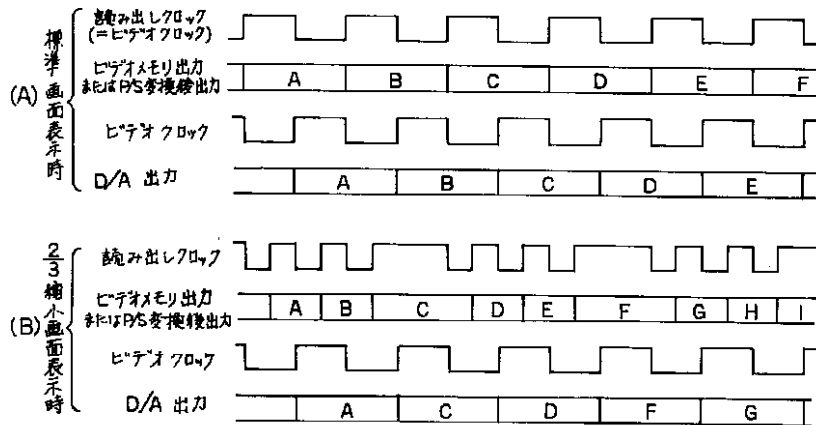 (A)
標準画面表示時
読み出しクロック
(=ビデオクロック)
ビデオメモリ出力
またはP/S変換後出力
A B C D E F
ビデオクロック
D/A 出力
A B C D E
(B)
2/3縮小画面表示時
読み出しクロック
ビデオメモリ出力
またはP/S変換後出力
A B C D E F G H I
ビデオクロック
D/A 出力
A C D F G